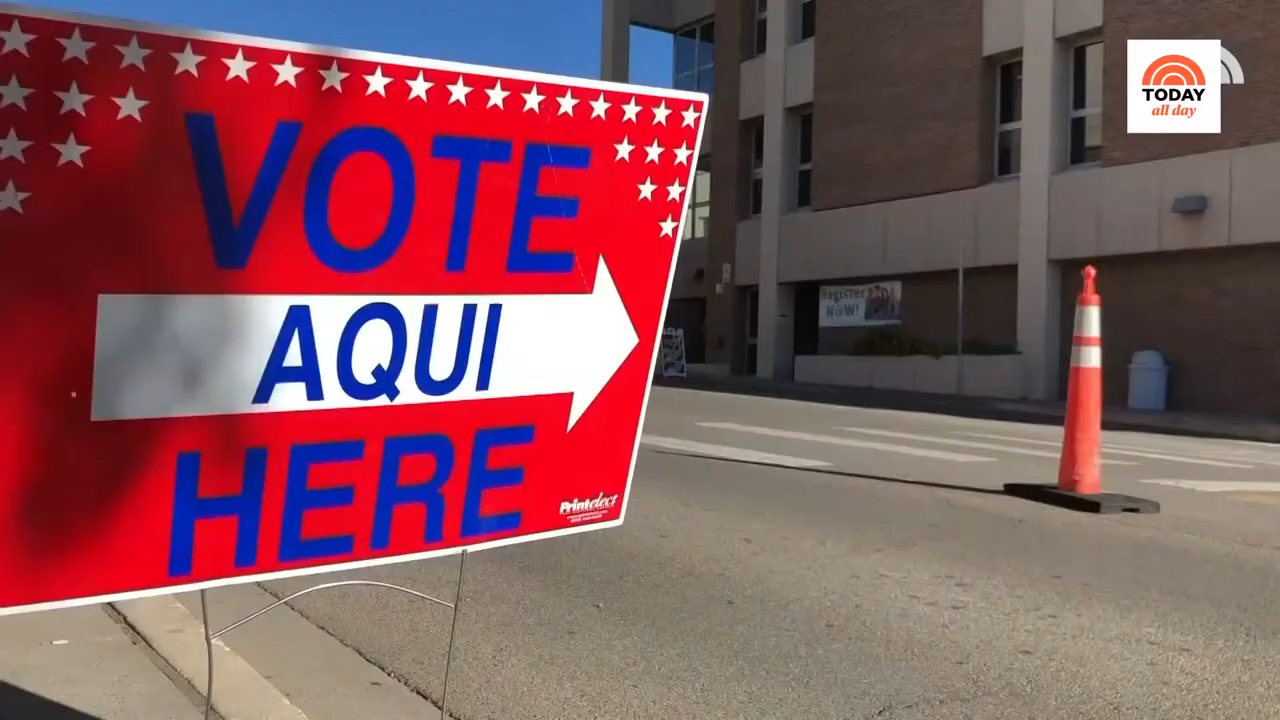 VOTE
AQUI
HERE
Printelect
TODAY
all day
Register
NoW!